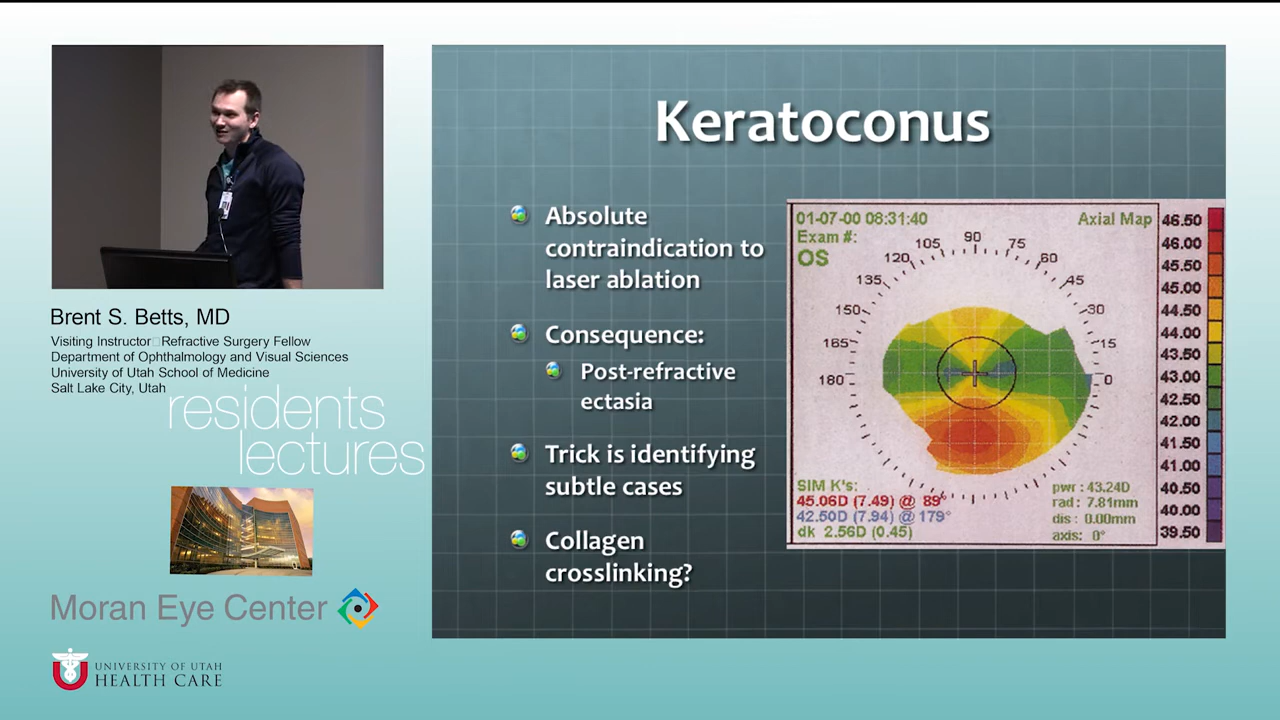 Brent S. Betts, MD
Visiting Instructor Refractive Surgery Fellow
Department of Ophthalmology and Visual Sciences
University of Utah School of Medicine
Salt Lake City, Utah
residents
lectures
Moran Eye Center
UNIVERSITY OF UTAH
HEALTH CARE
Keratoconus
Absolute
contraindication to
laser ablation
Consequence:
Post-refractive
ectasia
Trick is identifying
subtle cases
Collagen
crosslinking?
01-07-00 08:31:40 Axial Map
Exam #:
OS
90
105 75
120 60
135 45
150 30
165 15
180 0
SIM K's:
45.06D (7.49) @ 89°
42.50D (7.94) @ 179°
dk 2.56D (0.45)
pwr : 43.24D
rad : 7.81mm
dis : 0.00mm
axis: 0°
46.50
46.00
45.50
45.00
44.50
44.00
43.50
43.00
42.50
42.00
41.50
41.00
40.50
40.00
39.50